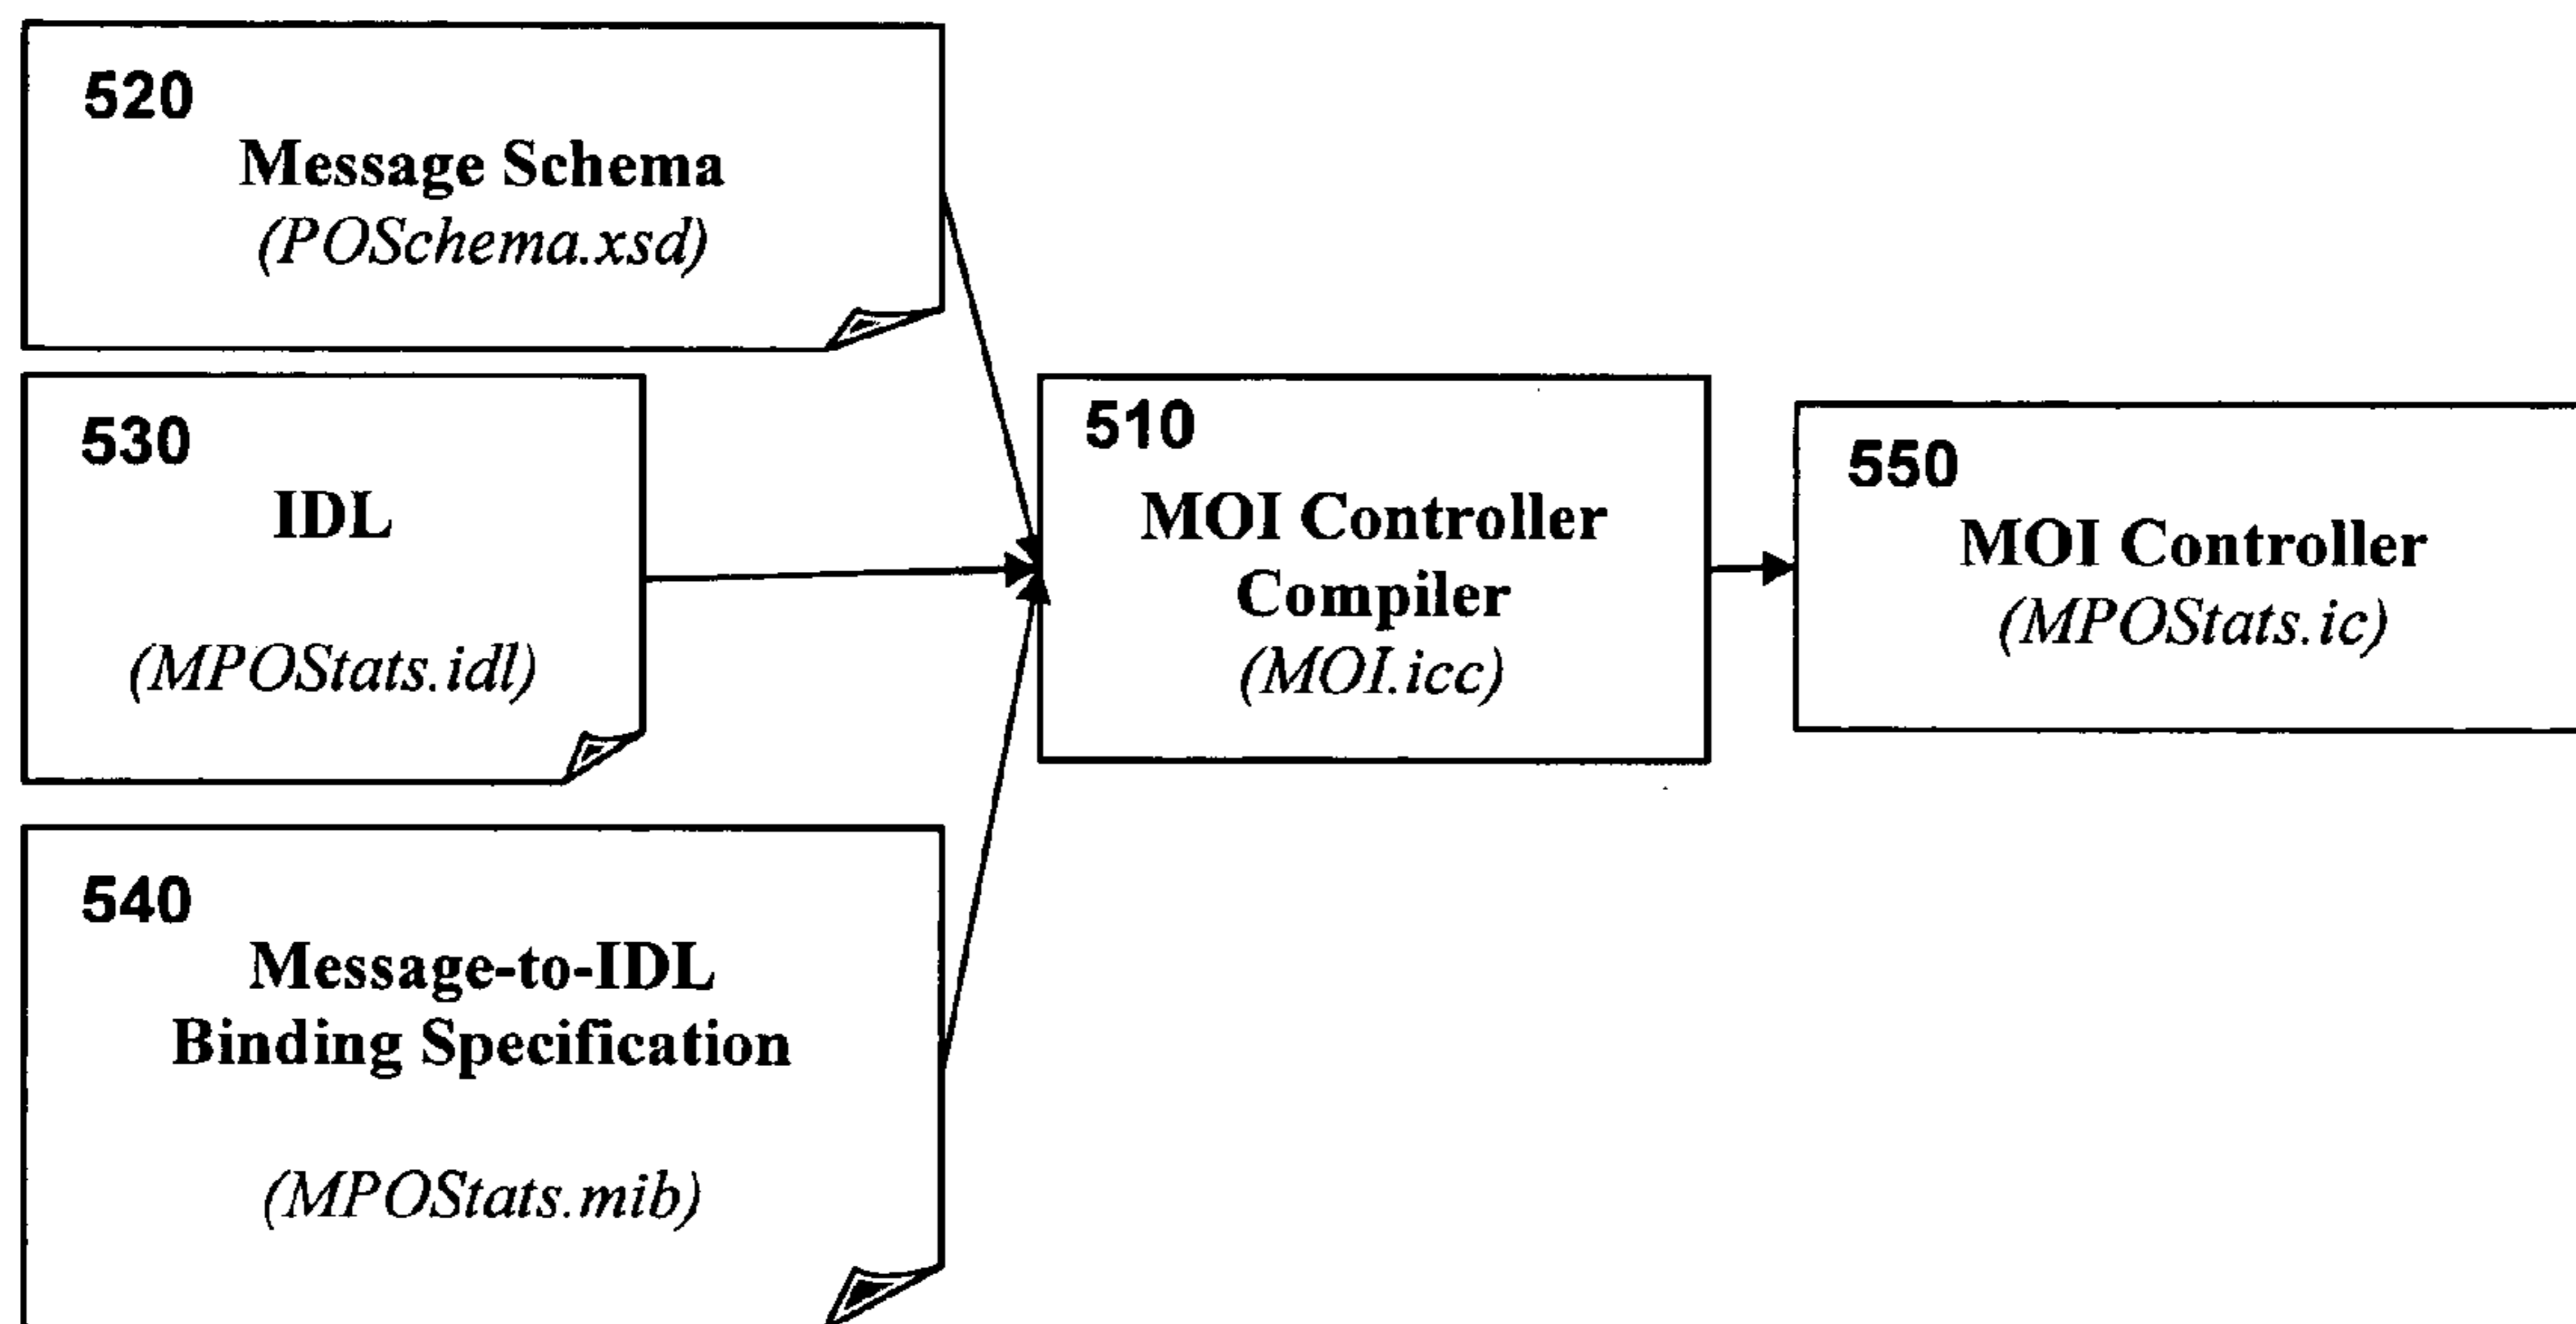 520
Message Schema
(POSchema.xsd)
530
IDL
(MPOStats.idl)
540
Message-to-IDL
Binding Specification
(MPOStats.mib)
510
MOI Controller
Compiler
(MOI.icc)
550
MOI Controller
(MPOStats.ic)